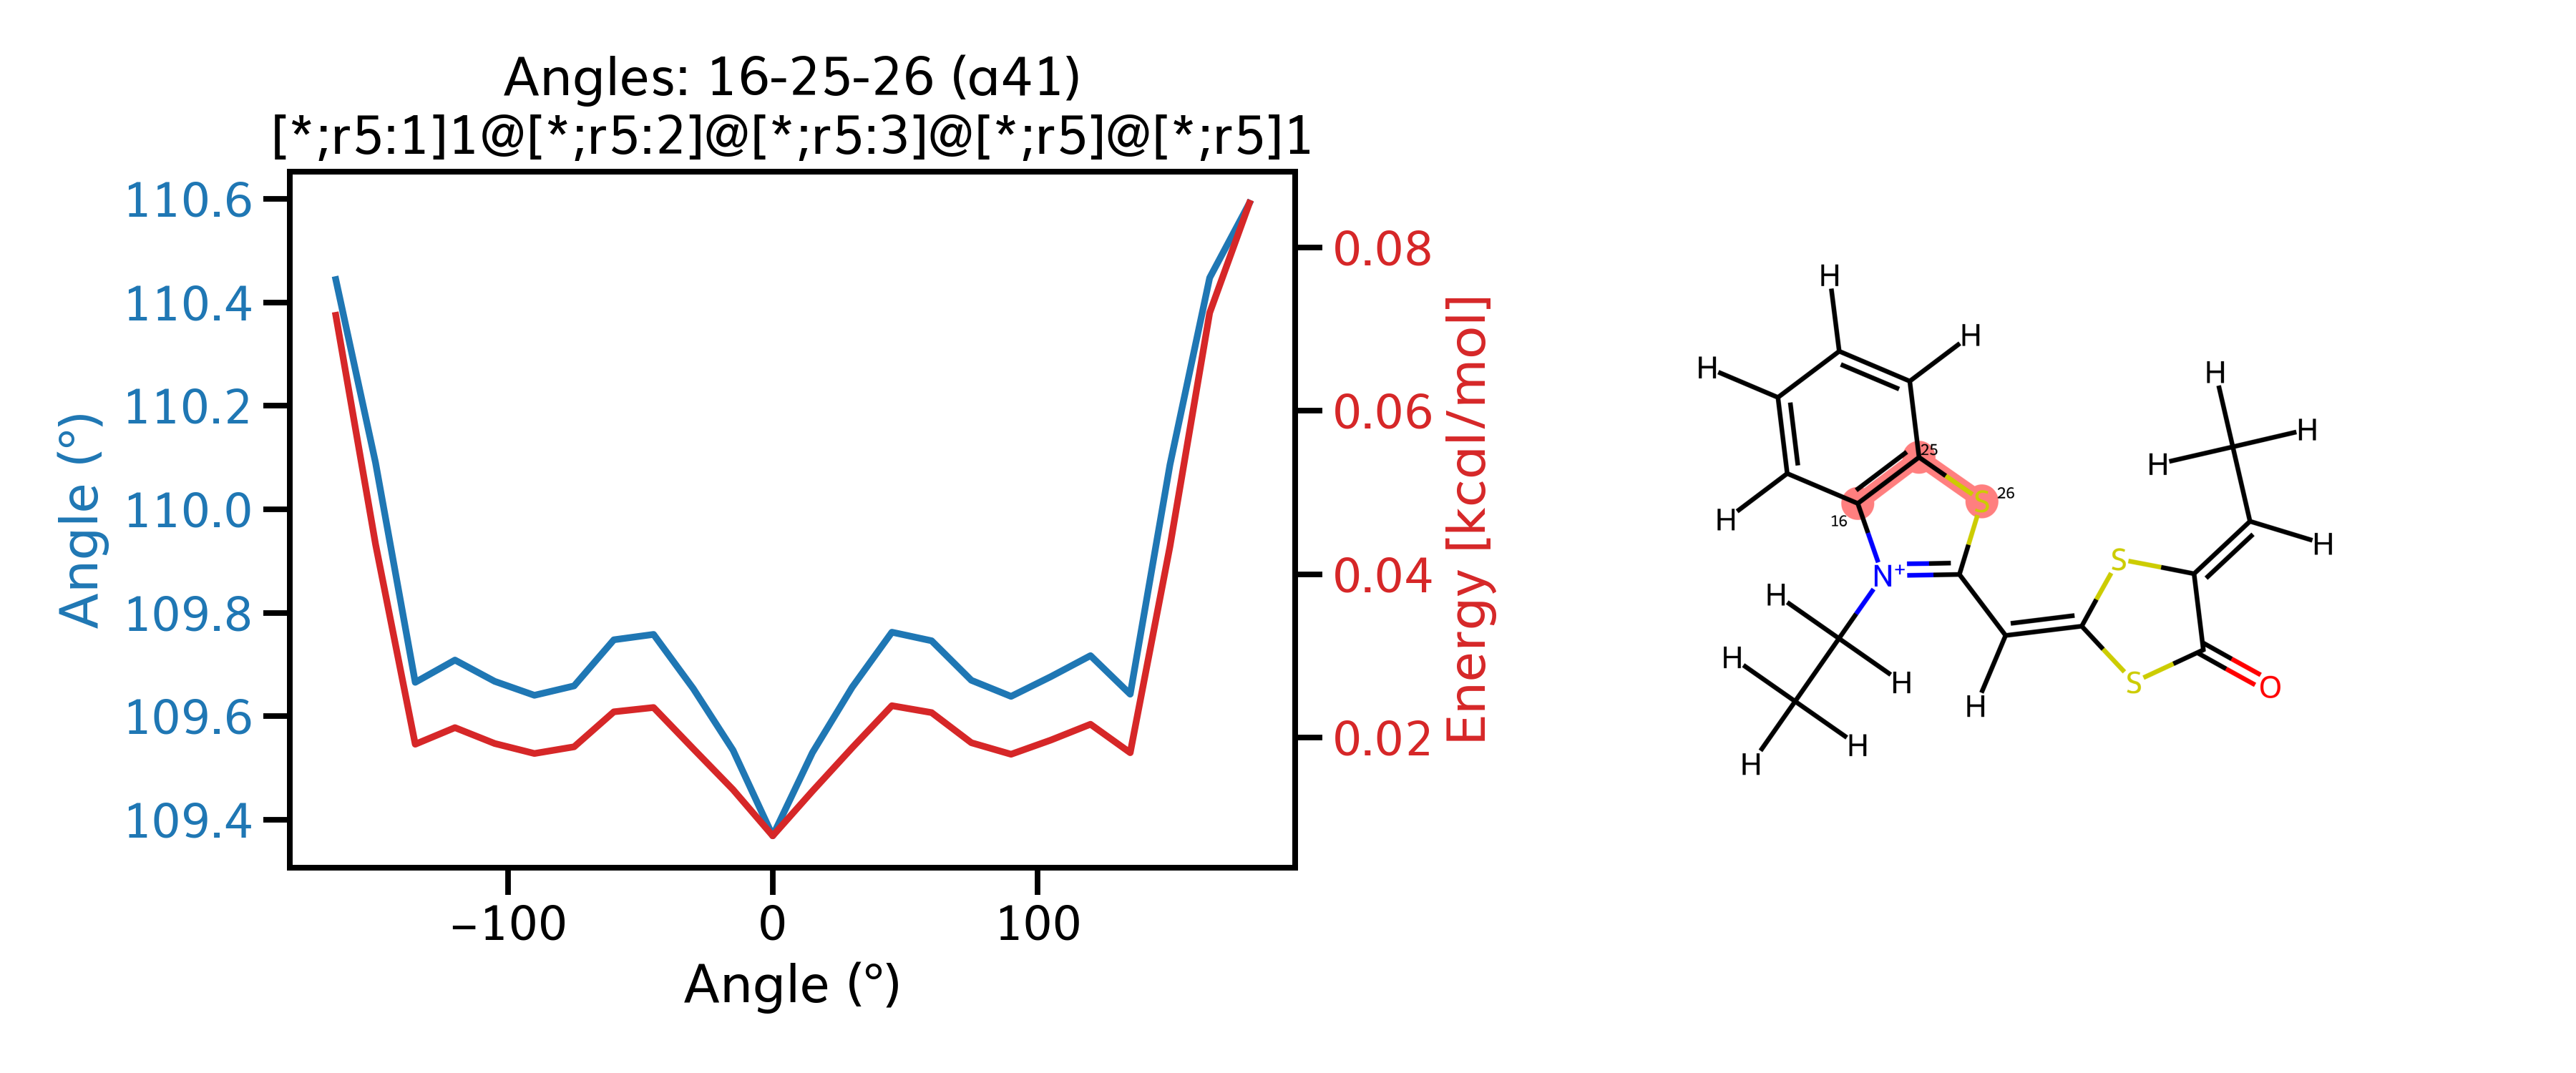 Angles: 16-25-26 (ɑ41)
[*;r5:1]1@[*;r5:2]@[*;r5:3]@[*;r5]@[*;r5]1
110.6
110.4
110.2
110.0
109.8
109.6
109.4
Angle (°)
0.08
0.06
0.04
0.02
Energy [kcal/mol]
−100
0
100
Angle (°)
H
H
H
H
H
H
25
H
S
26
16
H
H
S
N⁺
H
H
S
H
O
H
H
H